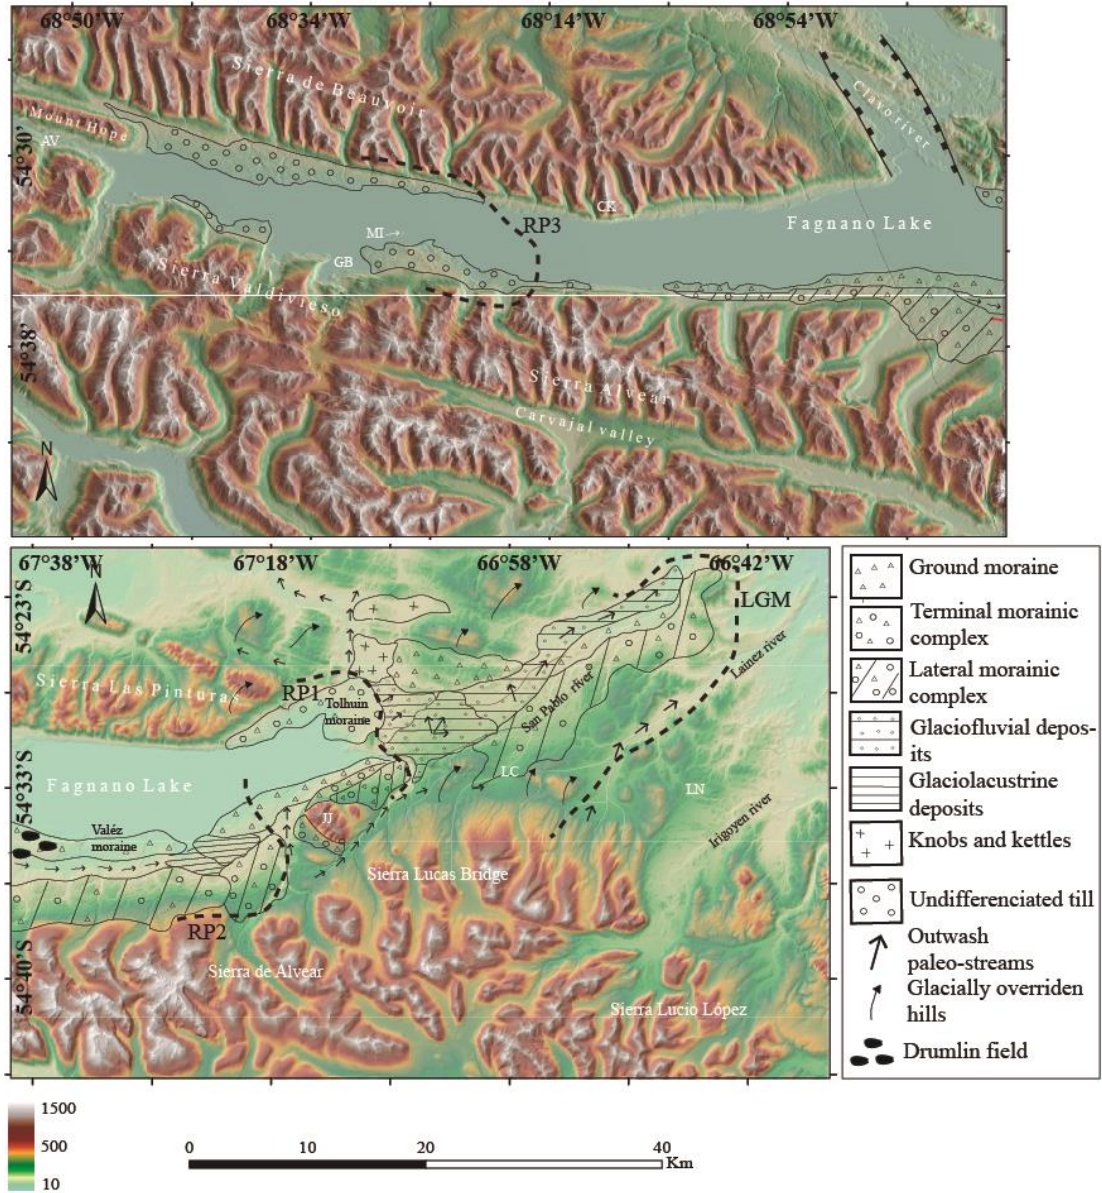 68°50’W 68°34’W 68°14’W 68°54’W
Sierra de Beauvoir
Clavo river
Mount Hope
AV
54°30’
CK
RP3
Fagnano Lake
MI
GB
Sierra Valdivieso
54°38’
Sierra Alvear
Carvajal valley
N
67°38’W 67°18’W 66°58’W 66°42’W
N
LGM
54°23’S
Lainez river
Sierra Las Pinturas
RP1
Tolhuin
moraine
San Pablo river
54°33’S
Fagnano Lake
LC
LN
JJ
Irigoyen river
Valéz
moraine
Sierra Lucas Bridge
RP2
Sierra de Alvear
54°40’S
Sierra Lucio López
Ground moraine
Terminal morainic
complex
Lateral morainic
complex
Glaciofluvial depos-
its
Glaciolacustrine
deposits
Knobs and kettles
Undifferenciated till
Outwash
paleo-streams
Glacially overriden
hills
Drumlin field
1500
500
10
0 10 20 40
Km